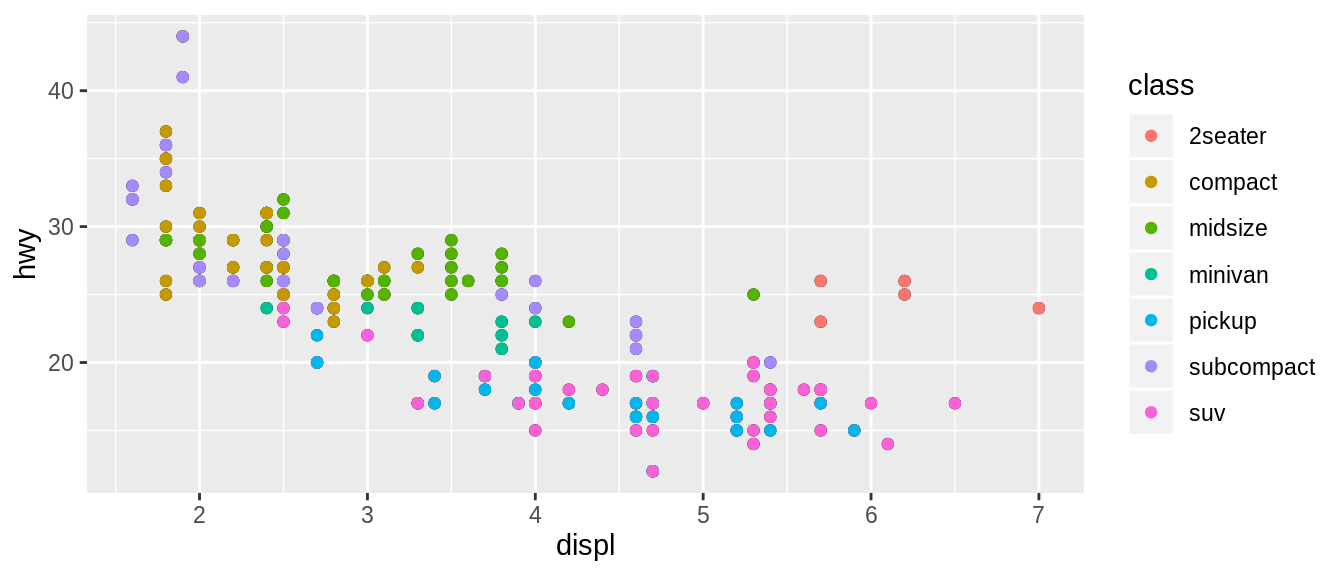 hwy
40
30
20
2 3 4 5 6 7
displ
class
2seater
compact
midsize
minivan
pickup
subcompact
suv